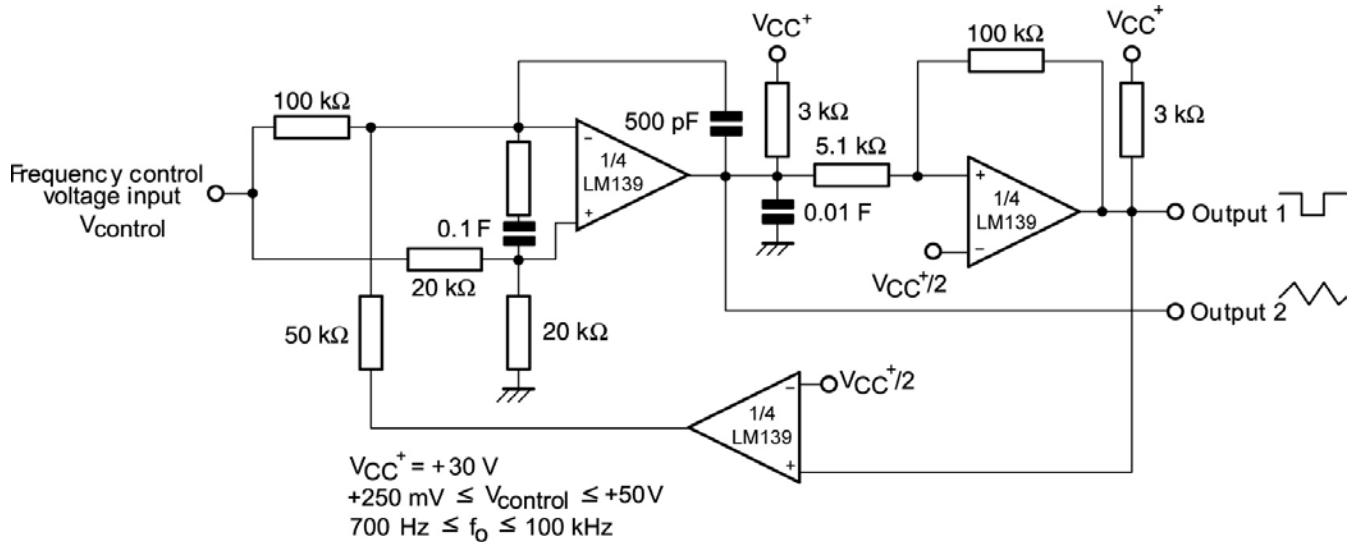 VCC+
VCC+
100 kΩ
100 kΩ
3 kΩ
3 kΩ
500 pF
5.1 kΩ
-
1/4
LM139
+
Frequency control
voltage input
Vcontrol
0.1 F
0.01 F
+
1/4
LM139
-
Output 1
20 kΩ
VCC+/2
20 kΩ
Output 2
50 kΩ
- VCC+/2
1/4
LM139
+
VCC+ = +30 V
+250 mV ≤ Vcontrol ≤ +50V
700 Hz ≤ fo ≤ 100 kHz